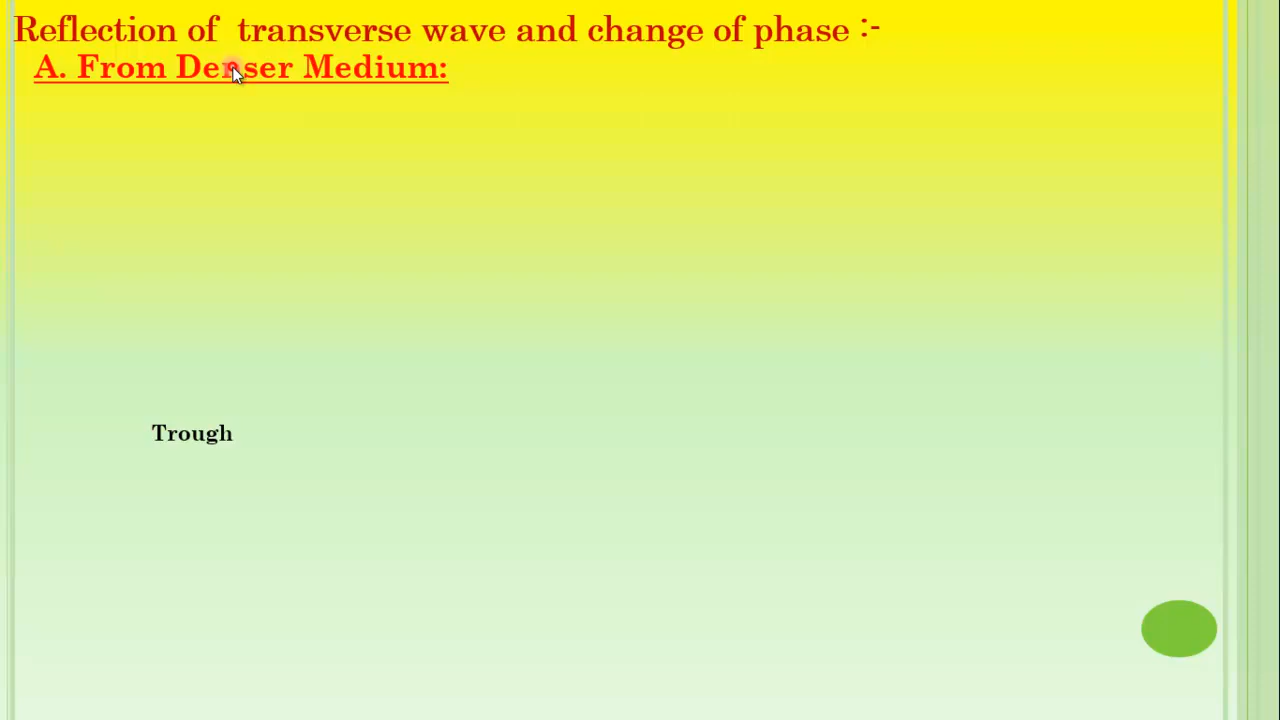 Reflection of transverse wave and change of phase :-
A. From Denser Medium:
Trough